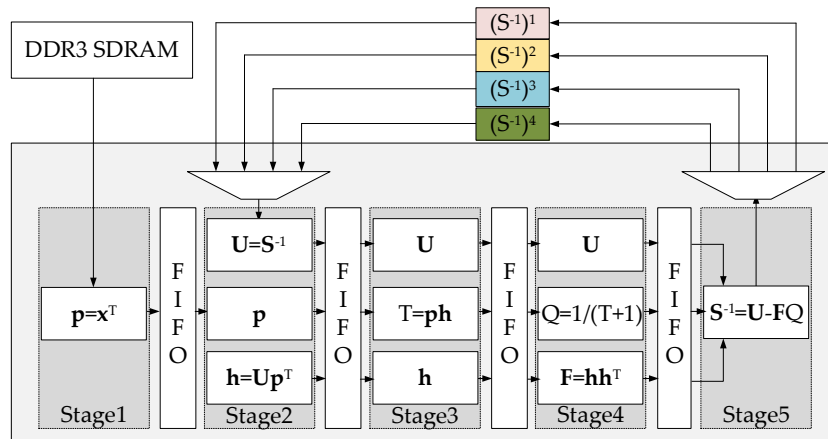 DDR3 SDRAM
(S⁻¹)¹
(S⁻¹)²
(S⁻¹)³
(S⁻¹)⁴
p=xᵀ
Stage1
FIFO
U=S⁻¹
p
h=Upᵀ
Stage2
FIFO
U
T=ph
h
Stage3
FIFO
U
Q=1/(T+1)
F=hhᵀ
Stage4
FIFO
S⁻¹=U-FQ
Stage5